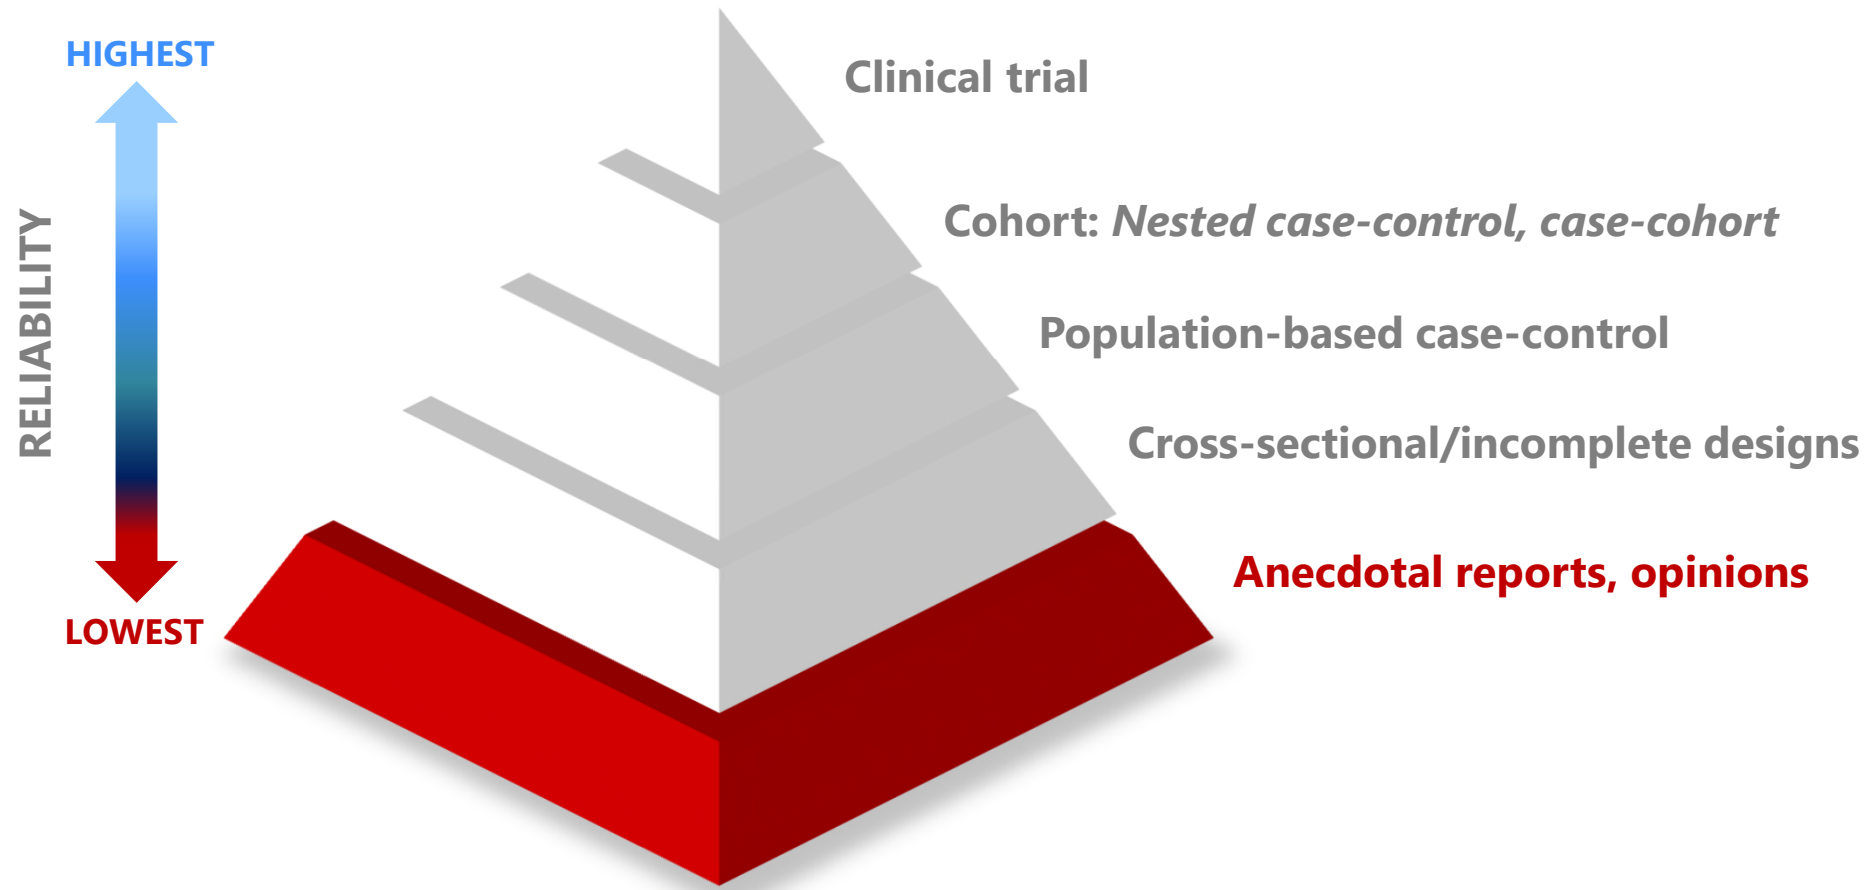 HIGHEST
Clinical trial
RELIABILITY
Cohort: Nested case-control, case-cohort
Population-based case-control
Cross-sectional/incomplete designs
Anecdotal reports, opinions
LOWEST